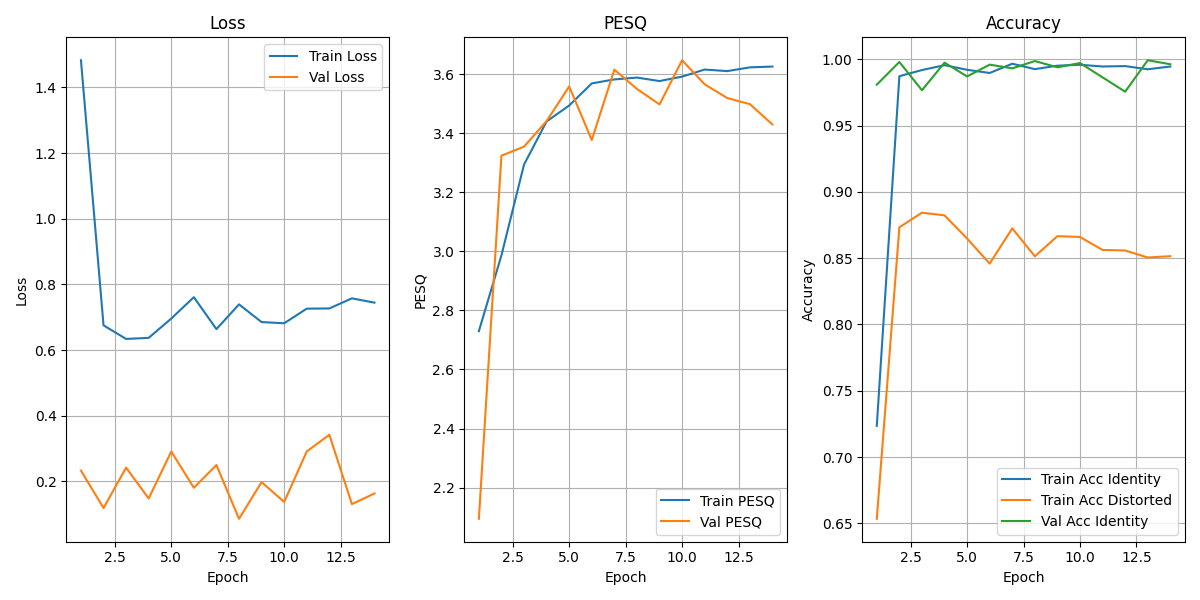 Loss
PESQ
Accuracy
Train Loss
Val Loss
1.4
1.2
1.0
0.8
0.6
0.4
0.2
Loss
2.5
5.0
7.5
10.0
12.5
Epoch
3.6
3.4
3.2
3.0
2.8
2.6
2.4
2.2
PESQ
Train PESQ
Val PESQ
2.5
5.0
7.5
10.0
12.5
Epoch
1.00
0.95
0.90
0.85
0.80
0.75
0.70
0.65
Accuracy
Train Acc Identity
Train Acc Distorted
Val Acc Identity
2.5
5.0
7.5
10.0
12.5
Epoch